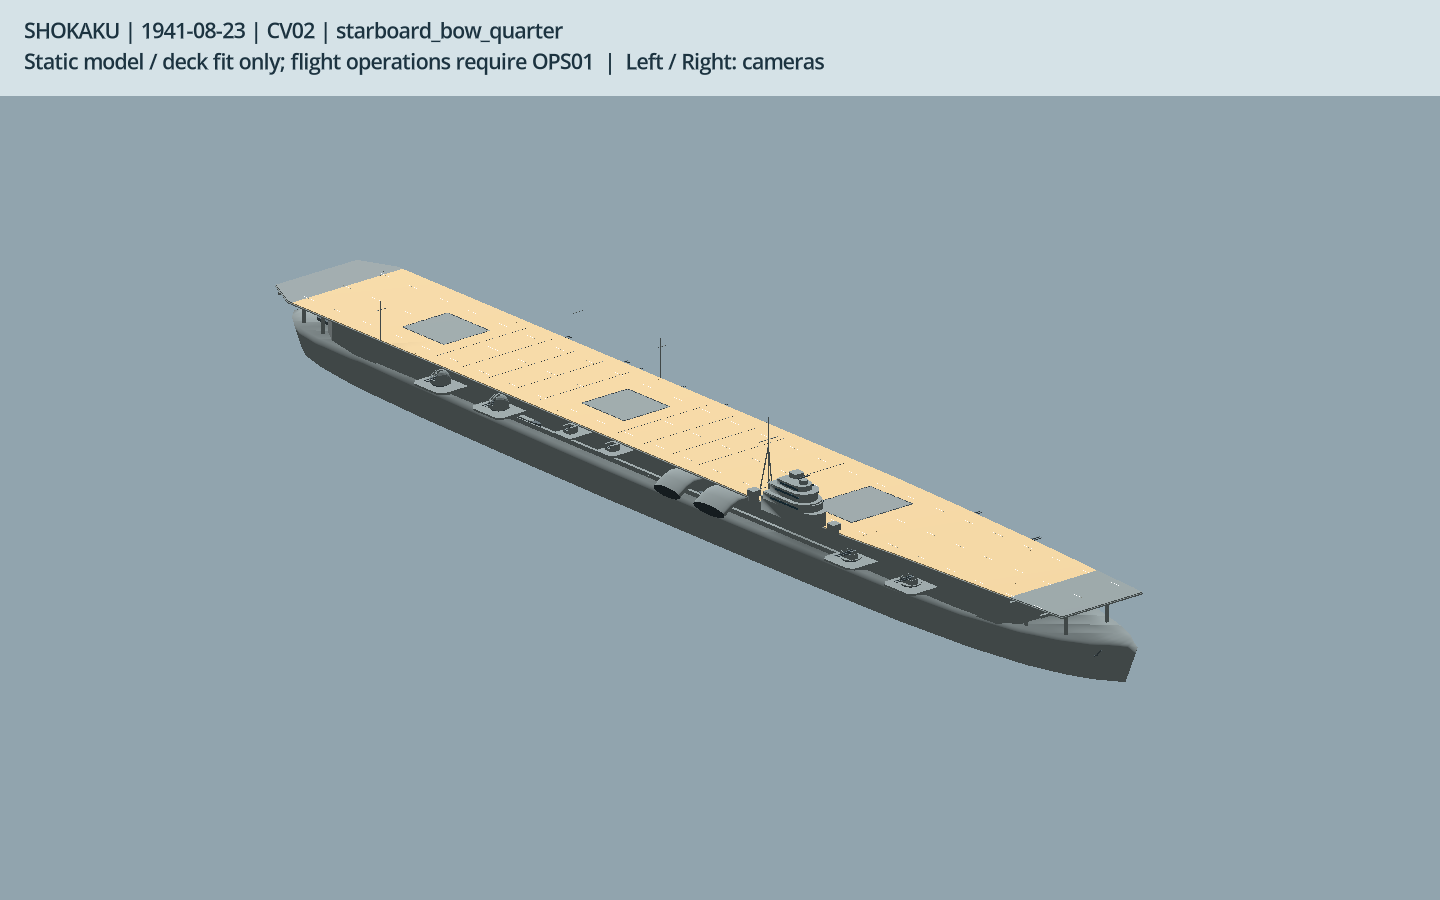 SHOKAKU | 1941-08-23 | CV02 | starboard_bow_quarter
Static model / deck fit only; flight operations require OPS01 | Left / Right: cameras